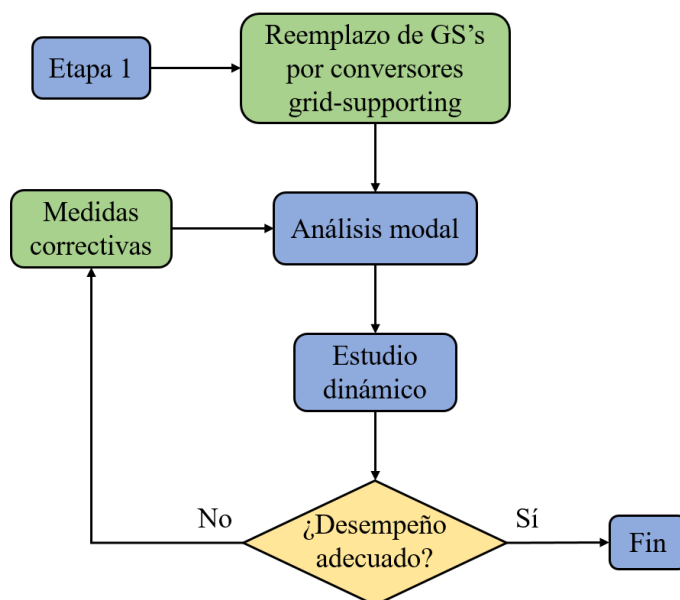 Etapa 1
Reemplazo de GS's
por conversores
grid-supporting
Medidas
correctivas
Análisis modal
Estudio
dinámico
No
¿Desempeño
adecuado?
Sí
Fin